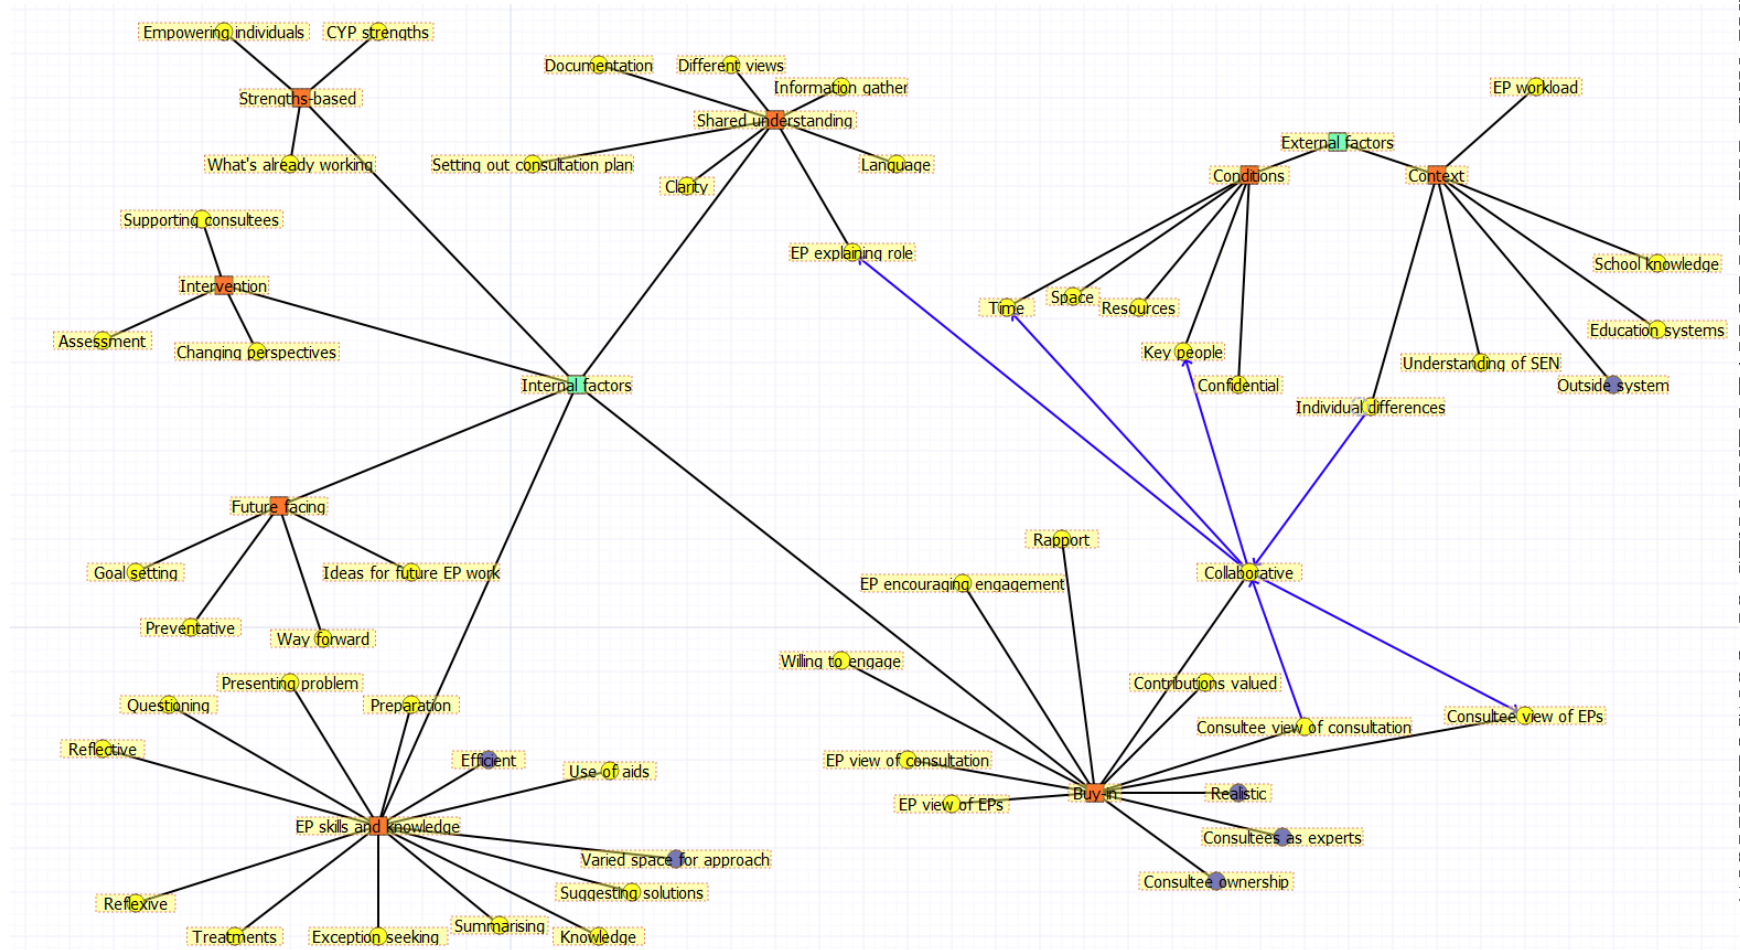 Empowering individuals
CYP strengths
Strengths-based
What's already working
Documentation
Different views
Information gather
Shared understanding
Setting out consultation plan
Clarity
Language
EP explaining role
EP workload
External factors
Conditions
Context
School knowledge
Time
Space
Resources
Education systems
Key people
Confidential
Understanding of SEN
Outside system
Individual differences
Supporting consultees
Intervention
Assessment
Changing perspectives
Internal factors
Future facing
Goal setting
Ideas for future EP work
Preventative
Way forward
Rapport
EP encouraging engagement
Collaborative
Willing to engage
Contributions valued
Consultee view of consultation
Consultee view of EPs
EP view of consultation
EP view of EPs
Buy-in
Realistic
Consultees as experts
Consultee ownership
Presenting problem
Questioning
Preparation
Reflective
Efficient
Use of aids
EP skills and knowledge
Varied space for approach
Suggesting solutions
Reflexive
Treatments
Exception seeking
Summarising
Knowledge